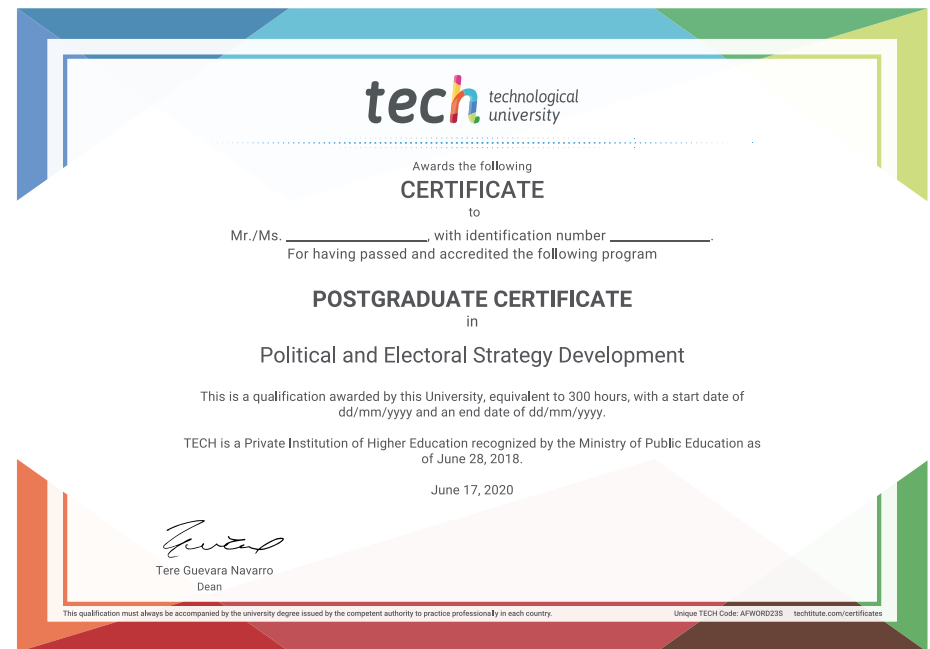 tech technological
university
Awards the following
CERTIFICATE
to
Mr./Ms. ____________, with identification number ____________.
For having passed and accredited the following program
POSTGRADUATE CERTIFICATE
in
Political and Electoral Strategy Development
This is a qualification awarded by this University, equivalent to 300 hours, with a start date of
dd/mm/yyyy and an end date of dd/mm/yyyy.
TECH is a Private Institution of Higher Education recognized by the Ministry of Public Education as
of June 28, 2018.
June 17, 2020
Tere Guevara Navarro
Dean
This qualification must always be accompanied by the university degree issued by the competent authority to practice professionally in each country.
Unique TECH Code: AFWORD23S techtitute.com/certificates